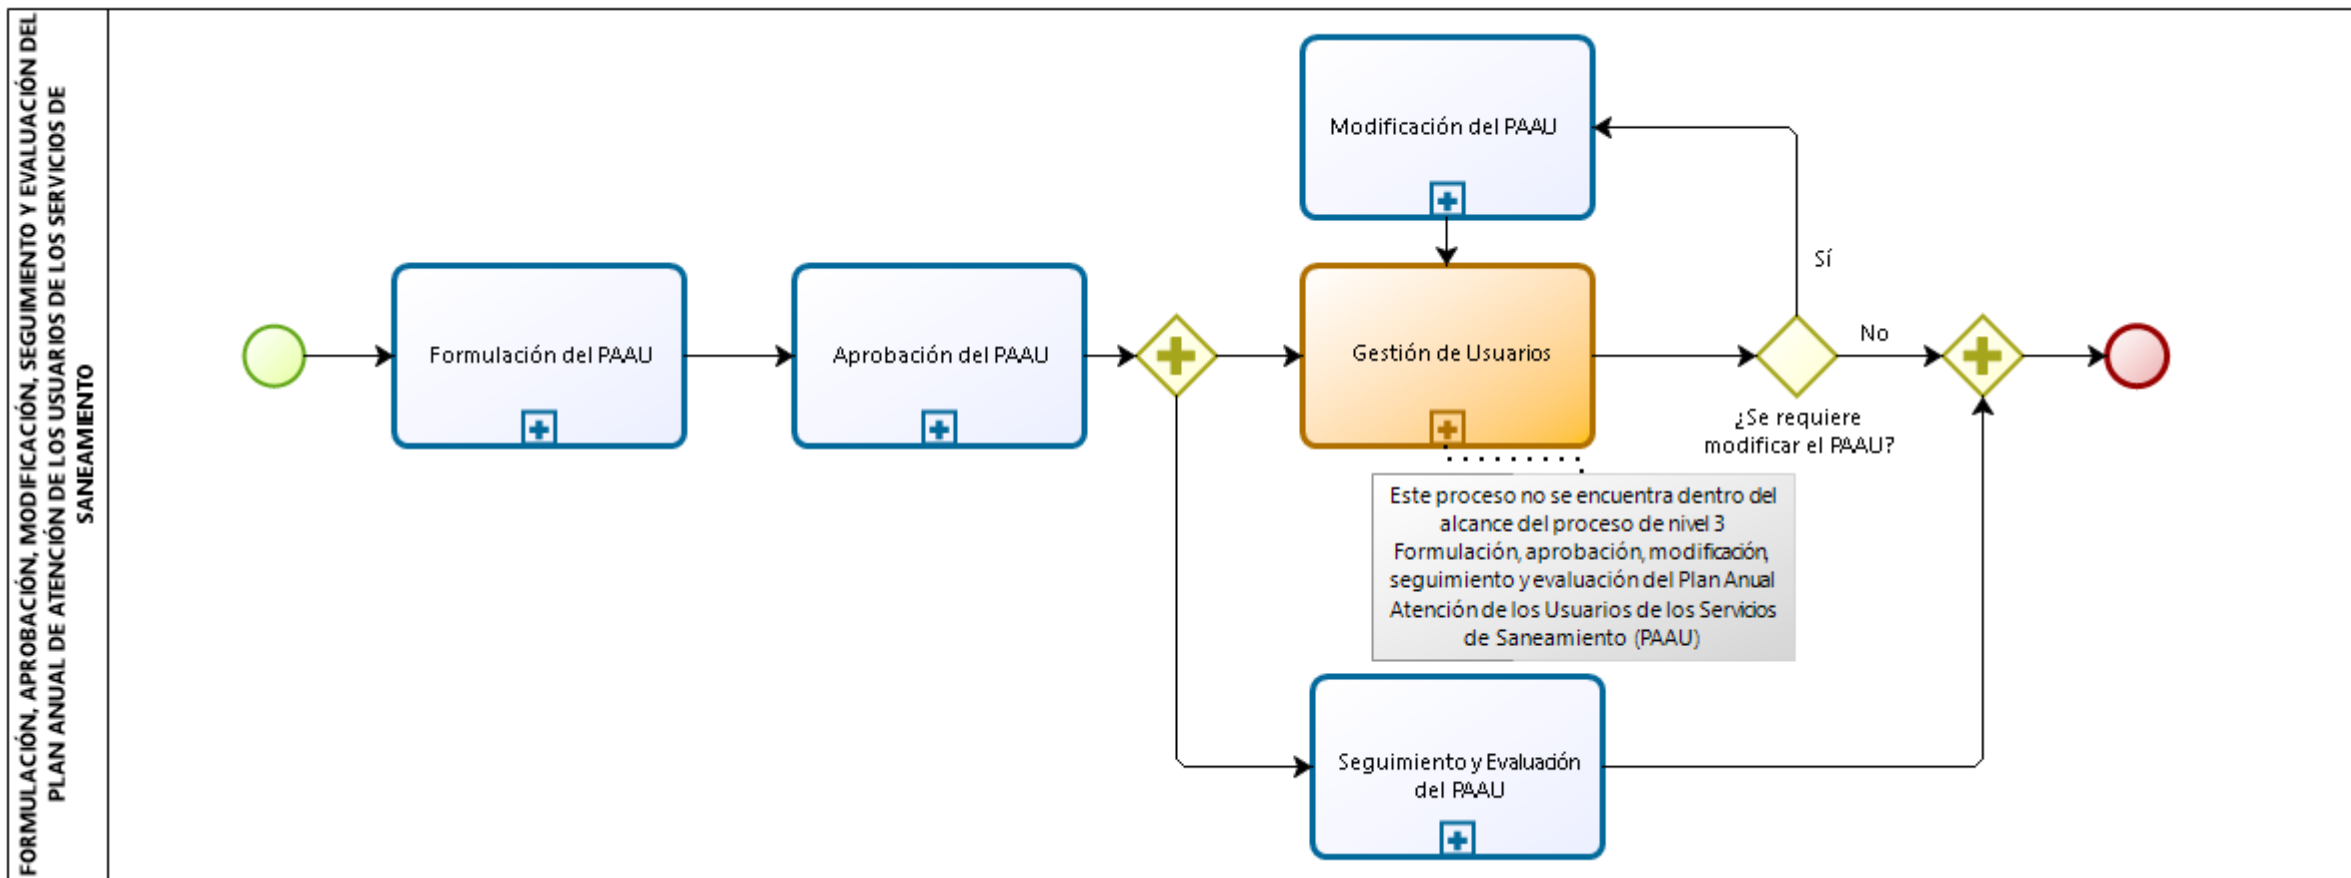 FORMULACIÓN, APROBACIÓN, MODIFICACIÓN, SEGUIMIENTO Y EVALUACIÓN DEL
PLAN ANUAL DE ATENCIÓN DE LOS USUARIOS DE LOS SERVICIOS DE
SANEAMIENTO
Formulación del PAAU
Aprobación del PAAU
Modificación del PAAU
Gestión de Usuarios
Sí
No
¿Se requiere
modificar el PAAU?
Este proceso no se encuentra dentro del
alcance del proceso de nivel 3
Formulación, aprobación, modificación,
seguimiento y evaluación del Plan Anual
Atención de los Usuarios de los Servicios
de Saneamiento (PAAU)
Seguimiento y Evaluación
del PAAU